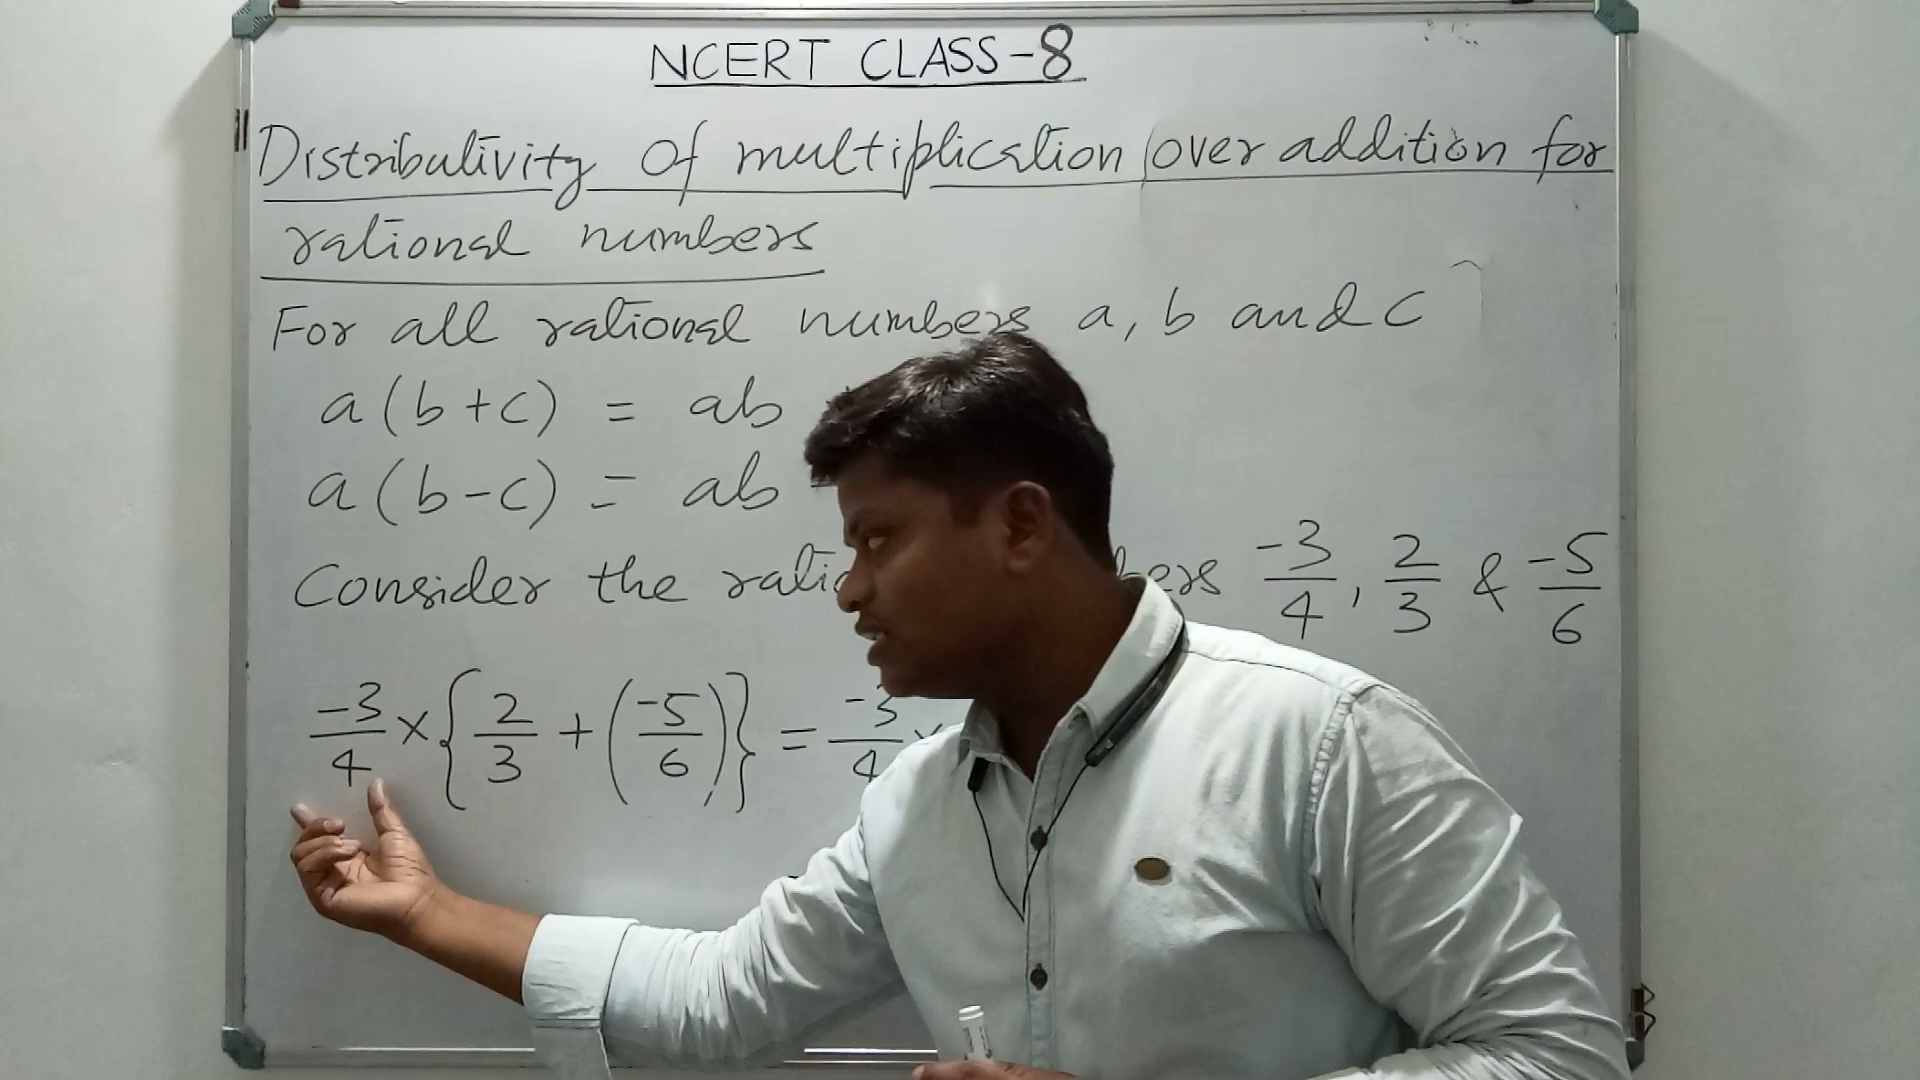 NCERT CLASS-8
Distributivity of multiplication over addition for
rational numbers
For all rational numbers a, b and c
a(b+c) = ab
a(b-c) = ab
Consider the -3/4, 2/3 & -5/6
-3/4 × {2/3 + (-5/6)} = -3/4